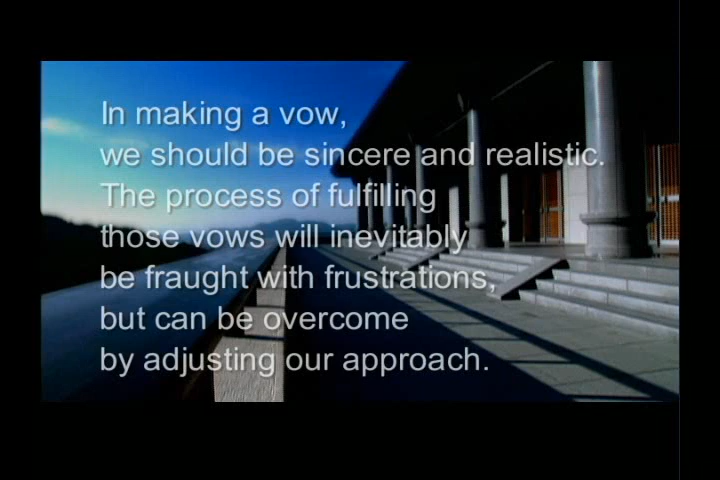 In making a vow,
we should be sincere and realistic.
The process of fulfilling
those vows will inevitably
be fraught with frustrations,
but can be overcome
by adjusting our approach.